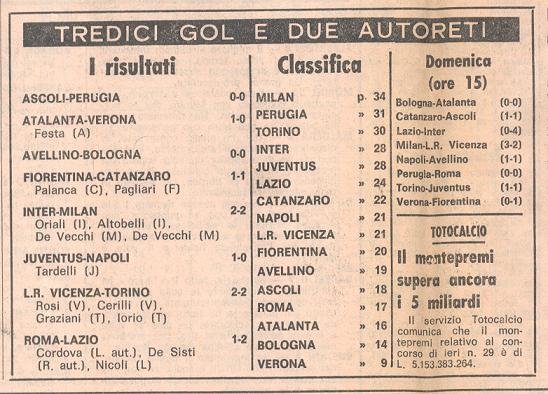 TREDICI GOL E DUE AUTORETI
I risultati
ASCOLI-PERUGIA 0-0
ATALANTA-VERONA 1-0
Festa (A)
AVELLINO-BOLOGNA 0-0
FIORENTINA-CATANZARO 1-1
Palanca (C), Pagliari (F)
INTER-MILAN 2-2
Oriali (I), Altobelli (I),
De Vecchi (M), De Vecchi (M)
JUVENTUS-NAPOLI 1-0
Tardelli (J)
L.R. VICENZA-TORINO 2-2
Rosi (V), Cerilli (V),
Graziani (T), Iorio (T)
ROMA-LAZIO 1-2
Cordova (L. aut.), De Sisti
(R. aut.), Nicoli (L)
Classifica
MILAN p. 34
PERUGIA » 31
TORINO » 30
INTER » 28
JUVENTUS » 28
LAZIO » 24
CATANZARO » 22
NAPOLI » 21
L.R. VICENZA » 21
FIORENTINA » 20
AVELLINO » 19
ASCOLI » 18
ROMA » 17
ATALANTA » 16
BOLOGNA » 14
VERONA » 9
Domenica
(ore 15)
Bologna-Atalanta (0-0)
Catanzaro-Ascoli (1-1)
Lazio-Inter (0-4)
Milan-L.R. Vicenza (3-2)
Napoli-Avellino (1-1)
Perugia-Roma (0-0)
Torino-Juventus (1-1)
Verona-Fiorentina (0-1)
TOTOCALCIO
Il montepremi
supera ancora
i 5 miliardi
Il servizio Totocalcio
comunica che il mon-
tepremi relativo al con-
corso di ieri n. 29 è di
L. 5.153.383.264.